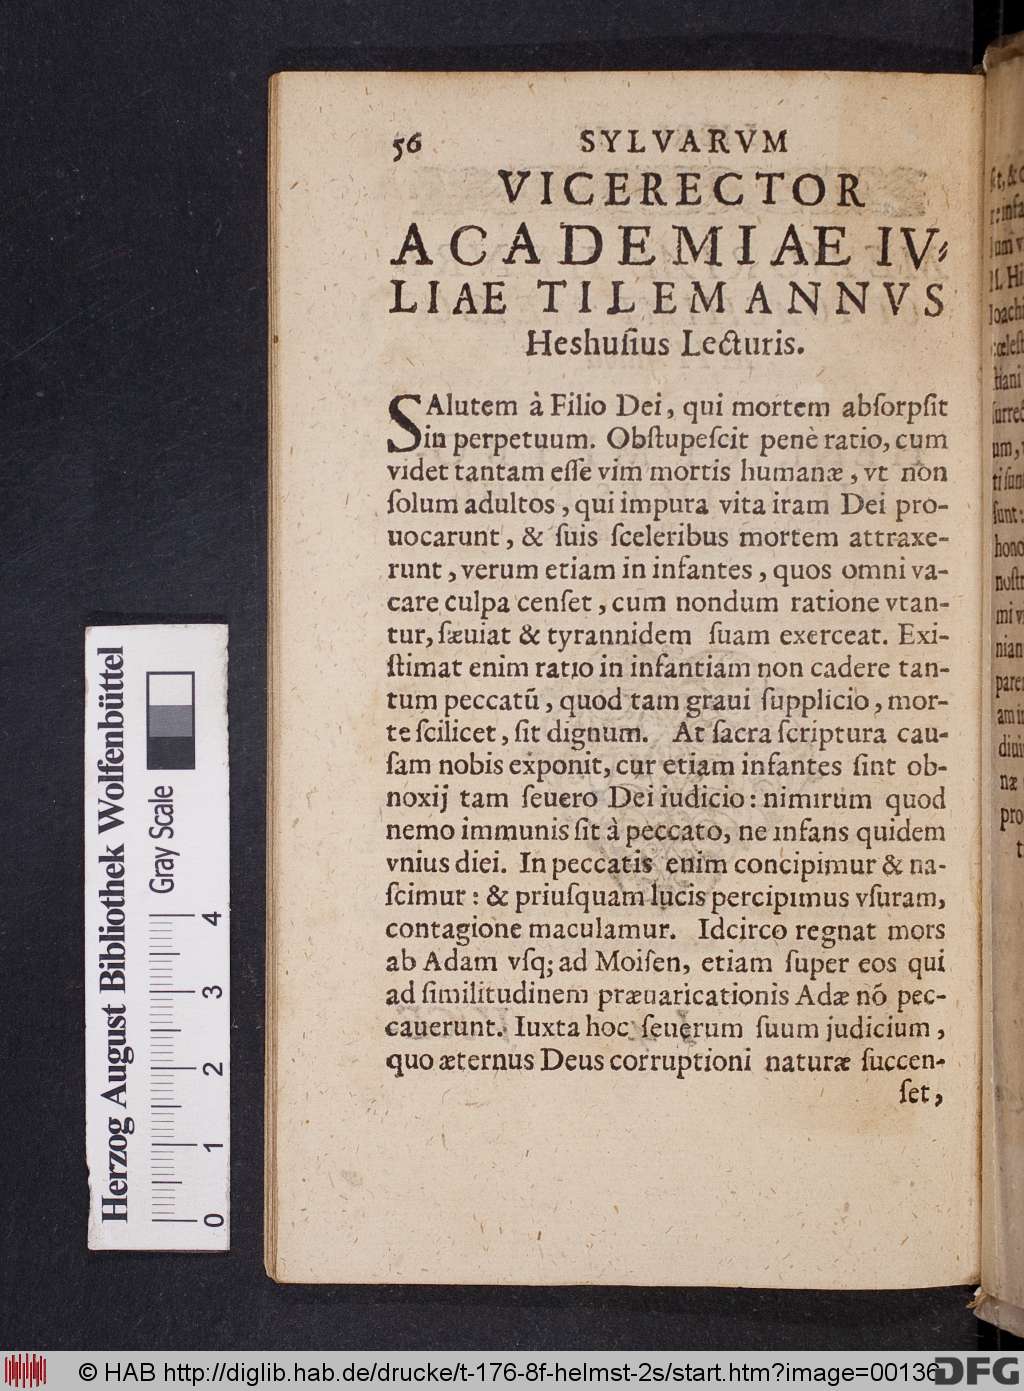 56 SYLVARVM
VICERECTOR
ACADEMIAE IV⸗
LIAE TILEMANNVS
Heshuſius Lecturis.
SAlutem à Filio Dei, qui mortem abſorpſit
in perpetuum. Obſtupeſcit penè ratio, cum
videt tantam eſſe vim mortis humanæ, vt non
ſolum adultos, qui impura vita iram Dei pro-
uocarunt, & ſuis ſceleribus mortem attraxe-
runt, verum etiam in infantes, quos omni va-
care culpa cenſet, cum nondum ratione vtan-
tur, ſæuiat & tyrannidem ſuam exerceat. Exi-
ſtimat enim ratio in infantiam non cadere tan-
tum peccatũ, quod tam graui ſupplicio, mor-
te ſcilicet, ſit dignum. At ſacra ſcriptura cau-
ſam nobis exponit, cur etiam infantes ſint ob-
noxij tam ſeuero Dei iudicio: nimirum quod
nemo immunis ſit à peccato, ne infans quidem
vnius diei. In peccatis enim concipimur & na-
ſcimur: & priuſquam lucis percipimus vſuram,
contagione maculamur. Idcirco regnat mors
ab Adam vſq; ad Moiſen, etiam ſuper eos qui
ad ſimilitudinem præuaricationis Adæ nõ pec-
cauerunt. Iuxta hoc ſeuerum ſuum judicium,
quo æternus Deus corruptioni naturæ ſuccen-
ſet,
Herzog August Bibliothek Wolfenbüttel
Gray Scale
0 1 2 3 4
© HAB http://diglib.hab.de/drucke/t-176-8f-helmst-2s/start.htm?image=00136
DFG